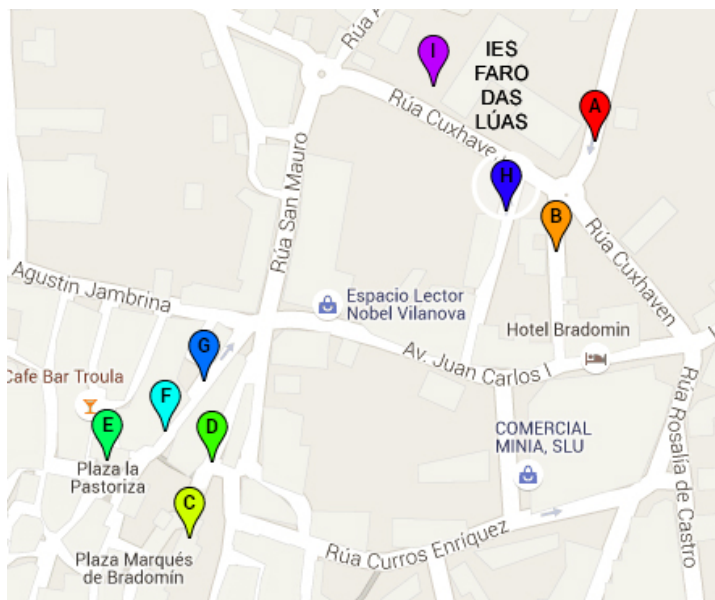 I
IES
FARO
DAS
LÚAS
Rúa A
A
Rúa Cuxhaven
H
B
Rúa San Mauro
Rúa Cuxhaven
Agustin Jambrina
Espacio Lector
Nobel Vilanova
Hotel Bradomin
G
Av. Juan Carlos I
Cafe Bar Troula
F
E
D
COMERCIAL
MINIA, SLU
Rúa Rosalía de Castro
Plaza la
Pastoriza
C
Rúa Curros Enriquez
Plaza Marqués
de Bradomín